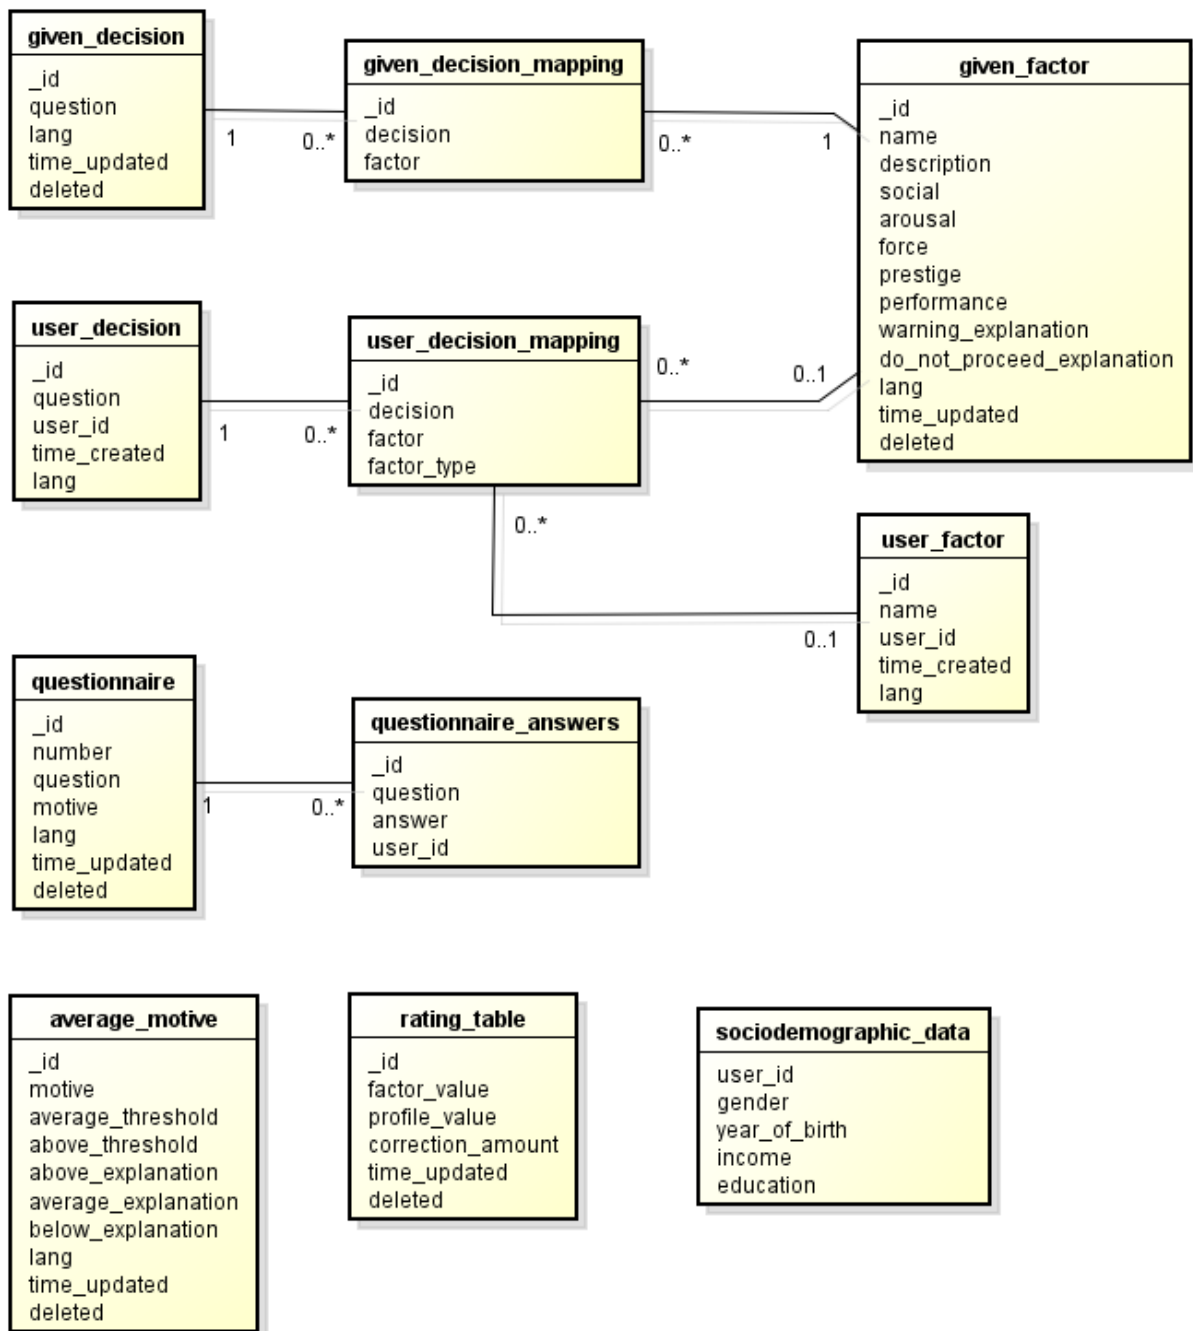 given_decision
_id
question
lang
time_updated
deleted
1
0..*
given_decision_mapping
_id
decision
factor
0..*
1
given_factor
_id
name
description
social
arousal
force
prestige
performance
warning_explanation
do_not_proceed_explanation
lang
time_updated
deleted
user_decision
_id
question
user_id
time_created
lang
1
0..*
user_decision_mapping
_id
decision
factor
factor_type
0..*
0..1
0..*
0..1
user_factor
_id
name
user_id
time_created
lang
questionnaire
_id
number
question
motive
lang
time_updated
deleted
1
0..*
questionnaire_answers
_id
question
answer
user_id
average_motive
_id
motive
average_threshold
above_threshold
above_explanation
average_explanation
below_explanation
lang
time_updated
deleted
rating_table
_id
factor_value
profile_value
correction_amount
time_updated
deleted
sociodemographic_data
user_id
gender
year_of_birth
income
education